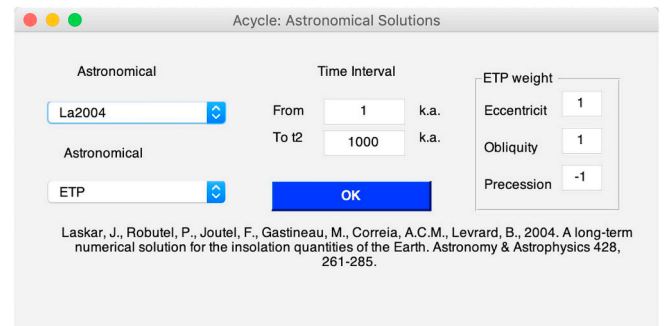 Acycle: Astronomical Solutions
Astronomical
La2004
Astronomical
ETP
Time Interval
From 1 k.a.
To t2 1000 k.a.
OK
ETP weight
Eccentricit 1
Obliquity 1
Precession -1
Laskar, J., Robutel, P., Joutel, F., Gastineau, M., Correia, A.C.M., Levrard, B., 2004. A long-term
numerical solution for the insolation quantities of the Earth. Astronomy & Astrophysics 428,
261-285.